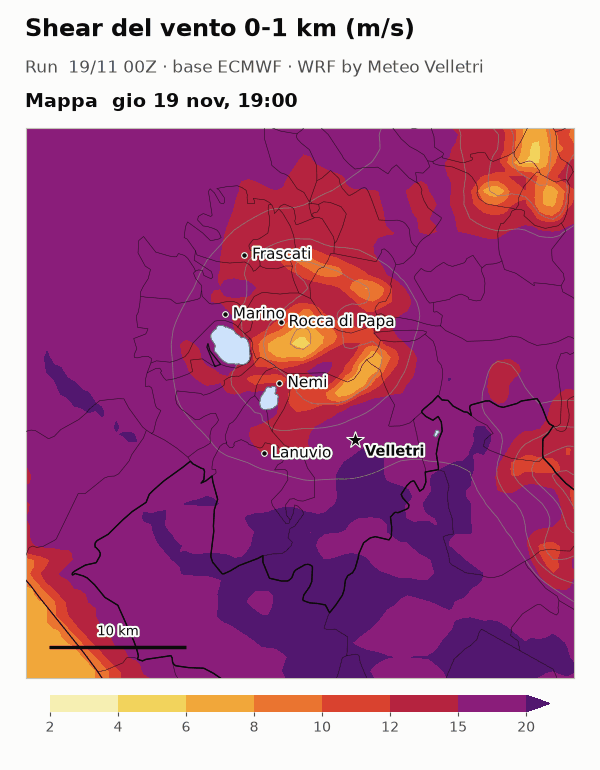 Shear del vento 0-1 km (m/s)
Run  19/11 00Z · base ECMWF · WRF by Meteo Velletri
Mappa  gio 19 nov, 19:00
Frascati
Marino
Rocca di Papa
Nemi
Velletri
Lanuvio
10 km
2 4 6 8 10 12 15 20